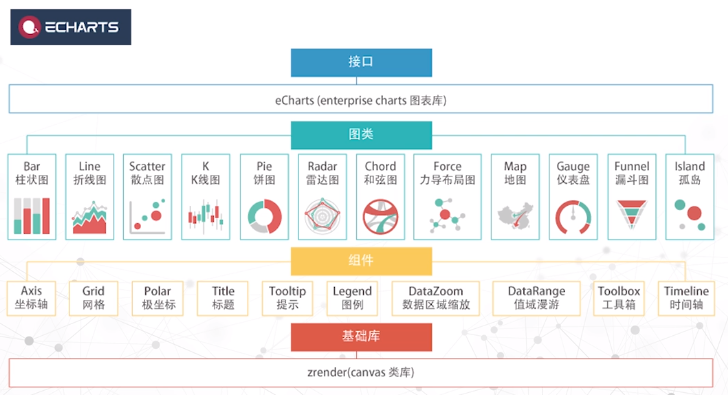 ECHARTS
接口
eCharts (enterprise charts 图表库)
图类
Bar
柱状图
Line
折线图
Scatter
散点图
K
K线图
Pie
饼图
Radar
雷达图
Chord
和弦图
Force
力导布局图
Map
地图
Gauge
仪表盘
Funnel
漏斗图
Island
孤岛
组件
Axis
坐标轴
Grid
网格
Polar
极坐标
Title
标题
Tooltip
提示
Legend
图例
DataZoom
数据区域缩放
DataRange
值域漫游
Toolbox
工具箱
Timeline
时间轴
基础库
zrender(canvas 类库)